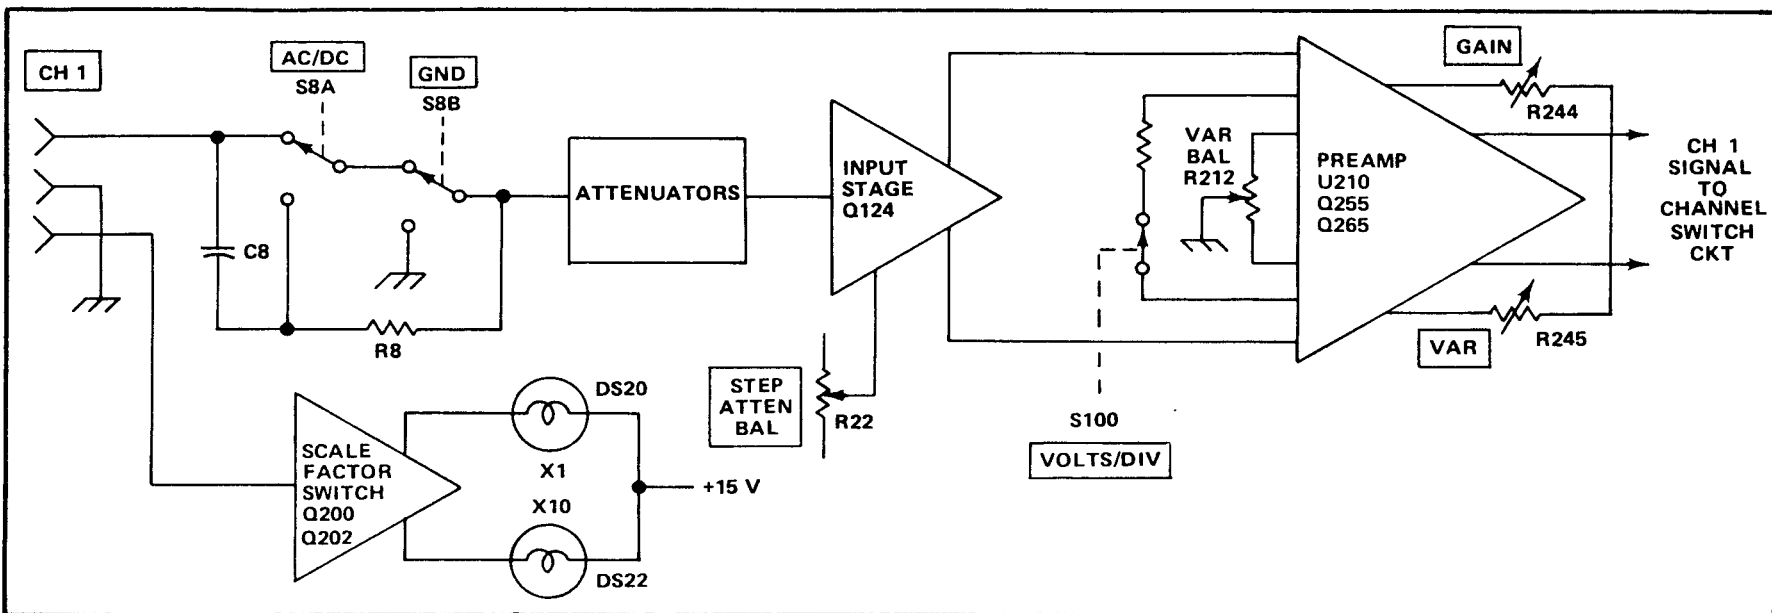 CH 1
AC/DC
S8A
GND
S8B
C8
R8
ATTENUATORS
INPUT
STAGE
Q124
STEP
ATTEN
BAL
R22
VAR
BAL
R212
S100
VOLTS/DIV
PREAMP
U210
Q255
Q265
GAIN
R244
VAR
R245
CH 1
SIGNAL
TO
CHANNEL
SWITCH
CKT
SCALE
FACTOR
SWITCH
Q200
Q202
DS20
X1
X10
DS22
+15 V